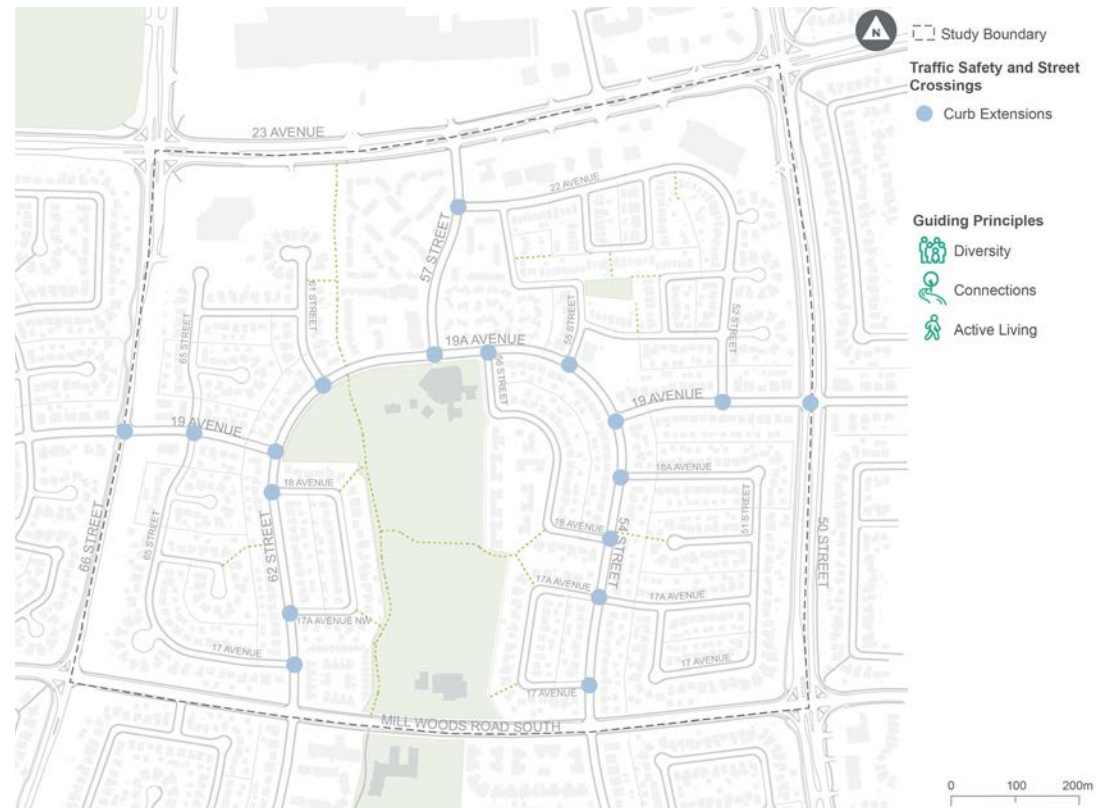 N
Study Boundary
Traffic Safety and Street
Crossings
Curb Extensions
Guiding Principles
Diversity
Connections
Active Living
23 AVENUE
22 AVENUE
57 STREET
61 STREET
65 STREET
52 STREET
55 STREET
19A AVENUE
56 STREET
19 AVENUE
19 AVENUE
18A AVENUE
18 AVENUE
51 STREET
66 STREET
65 STREET
62 STREET
18 AVENUE
54 STREET
50 STREET
17A AVENUE
17A AVENUE
17A AVENUE NW
17 AVENUE
17 AVENUE
17 AVENUE
MILL WOODS ROAD SOUTH
0 100 200m